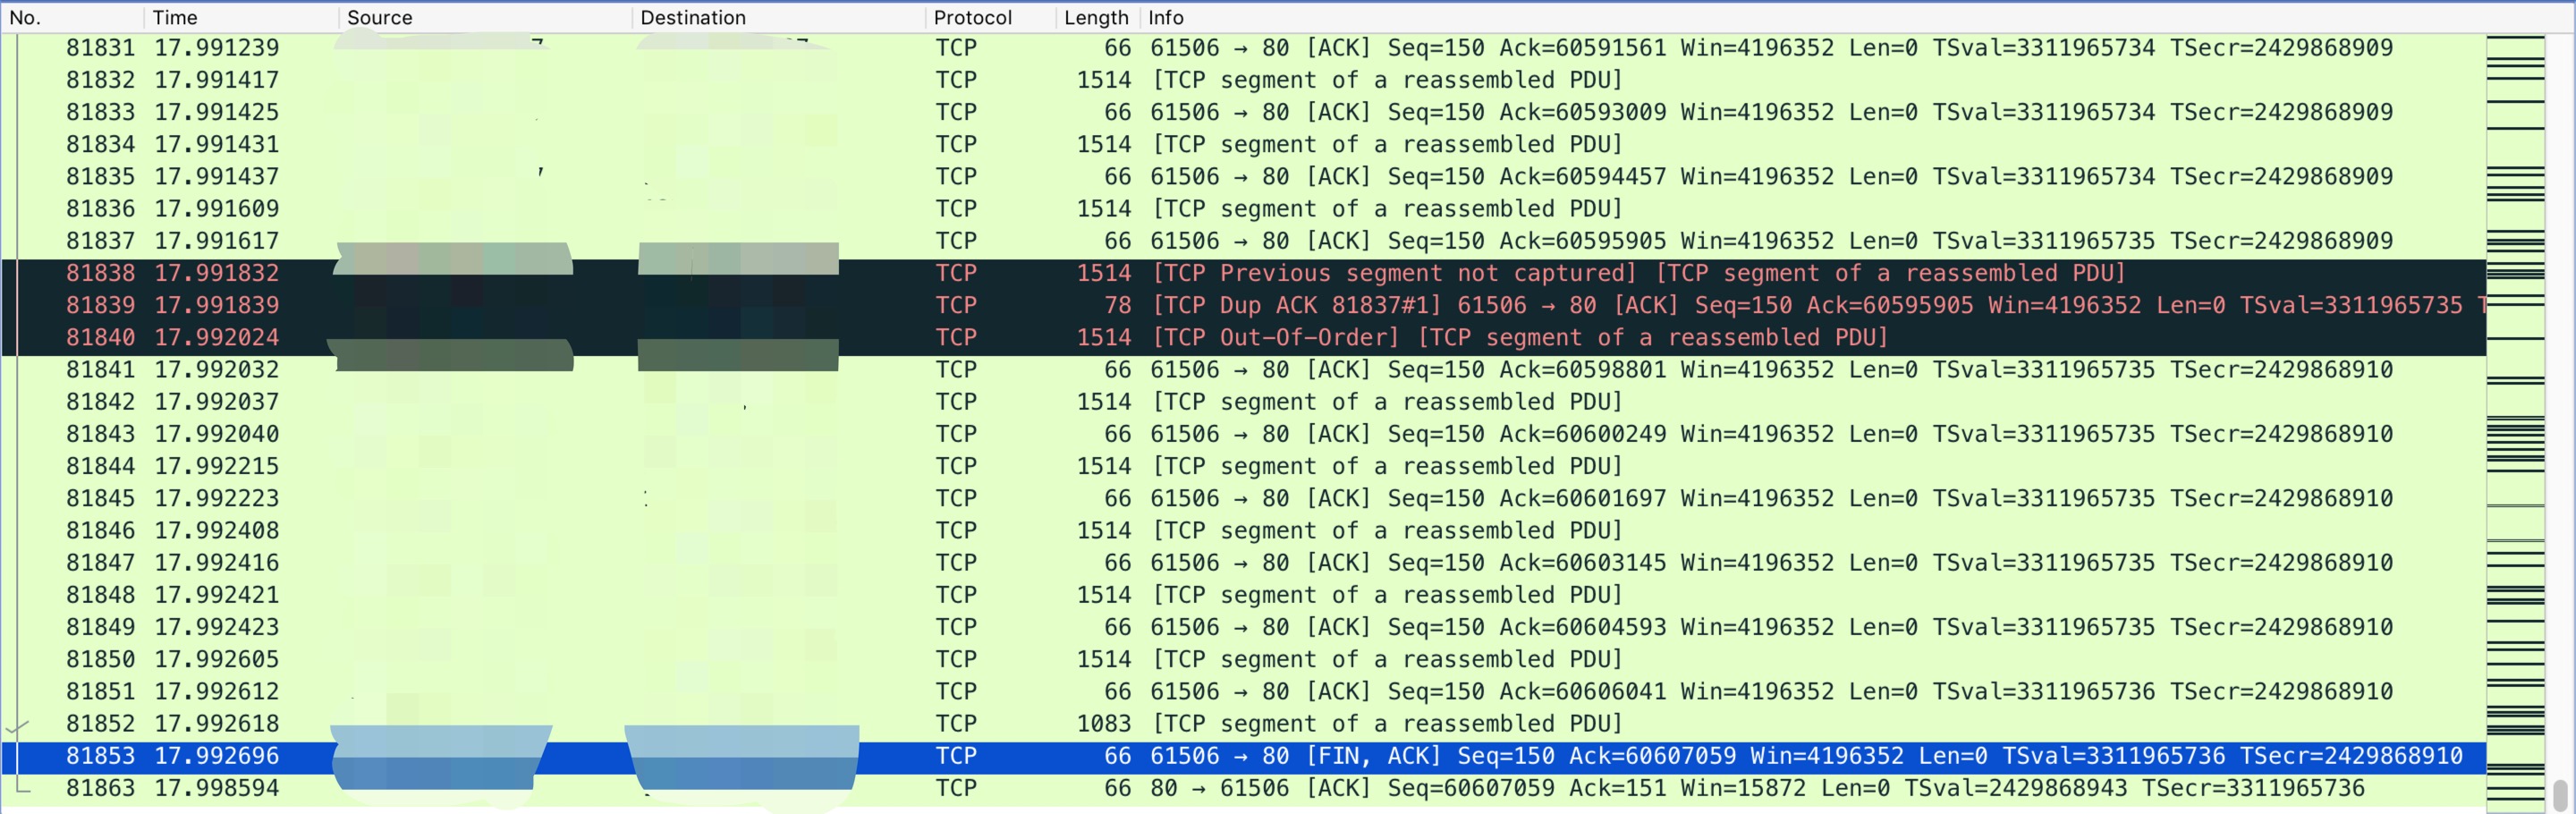 No. Time Source Destination Protocol Length Info
81831 17.991239 TCP 66 61506 → 80 [ACK] Seq=150 Ack=60591561 Win=4196352 Len=0 TSval=3311965734 TSecr=2429868909
81832 17.991417 TCP 1514 [TCP segment of a reassembled PDU]
81833 17.991425 TCP 66 61506 → 80 [ACK] Seq=150 Ack=60593009 Win=4196352 Len=0 TSval=3311965734 TSecr=2429868909
81834 17.991431 TCP 1514 [TCP segment of a reassembled PDU]
81835 17.991437 TCP 66 61506 → 80 [ACK] Seq=150 Ack=60594457 Win=4196352 Len=0 TSval=3311965734 TSecr=2429868909
81836 17.991609 TCP 1514 [TCP segment of a reassembled PDU]
81837 17.991617 TCP 66 61506 → 80 [ACK] Seq=150 Ack=60595905 Win=4196352 Len=0 TSval=3311965735 TSecr=2429868909
81838 17.991832 TCP 1514 [TCP Previous segment not captured] [TCP segment of a reassembled PDU]
81839 17.991839 TCP 78 [TCP Dup ACK 81837#1] 61506 → 80 [ACK] Seq=150 Ack=60595905 Win=4196352 Len=0 TSval=3311965735 T
81840 17.992024 TCP 1514 [TCP Out-Of-Order] [TCP segment of a reassembled PDU]
81841 17.992032 TCP 66 61506 → 80 [ACK] Seq=150 Ack=60598801 Win=4196352 Len=0 TSval=3311965735 TSecr=2429868910
81842 17.992037 TCP 1514 [TCP segment of a reassembled PDU]
81843 17.992040 TCP 66 61506 → 80 [ACK] Seq=150 Ack=60600249 Win=4196352 Len=0 TSval=3311965735 TSecr=2429868910
81844 17.992215 TCP 1514 [TCP segment of a reassembled PDU]
81845 17.992223 TCP 66 61506 → 80 [ACK] Seq=150 Ack=60601697 Win=4196352 Len=0 TSval=3311965735 TSecr=2429868910
81846 17.992408 TCP 1514 [TCP segment of a reassembled PDU]
81847 17.992416 TCP 66 61506 → 80 [ACK] Seq=150 Ack=60603145 Win=4196352 Len=0 TSval=3311965735 TSecr=2429868910
81848 17.992421 TCP 1514 [TCP segment of a reassembled PDU]
81849 17.992423 TCP 66 61506 → 80 [ACK] Seq=150 Ack=60604593 Win=4196352 Len=0 TSval=3311965735 TSecr=2429868910
81850 17.992605 TCP 1514 [TCP segment of a reassembled PDU]
81851 17.992612 TCP 66 61506 → 80 [ACK] Seq=150 Ack=60606041 Win=4196352 Len=0 TSval=3311965736 TSecr=2429868910
81852 17.992618 TCP 1083 [TCP segment of a reassembled PDU]
81853 17.992696 TCP 66 61506 → 80 [FIN, ACK] Seq=150 Ack=60607059 Win=4196352 Len=0 TSval=3311965736 TSecr=2429868910
81863 17.998594 TCP 66 80 → 61506 [ACK] Seq=60607059 Ack=151 Win=15872 Len=0 TSval=2429868943 TSecr=3311965736